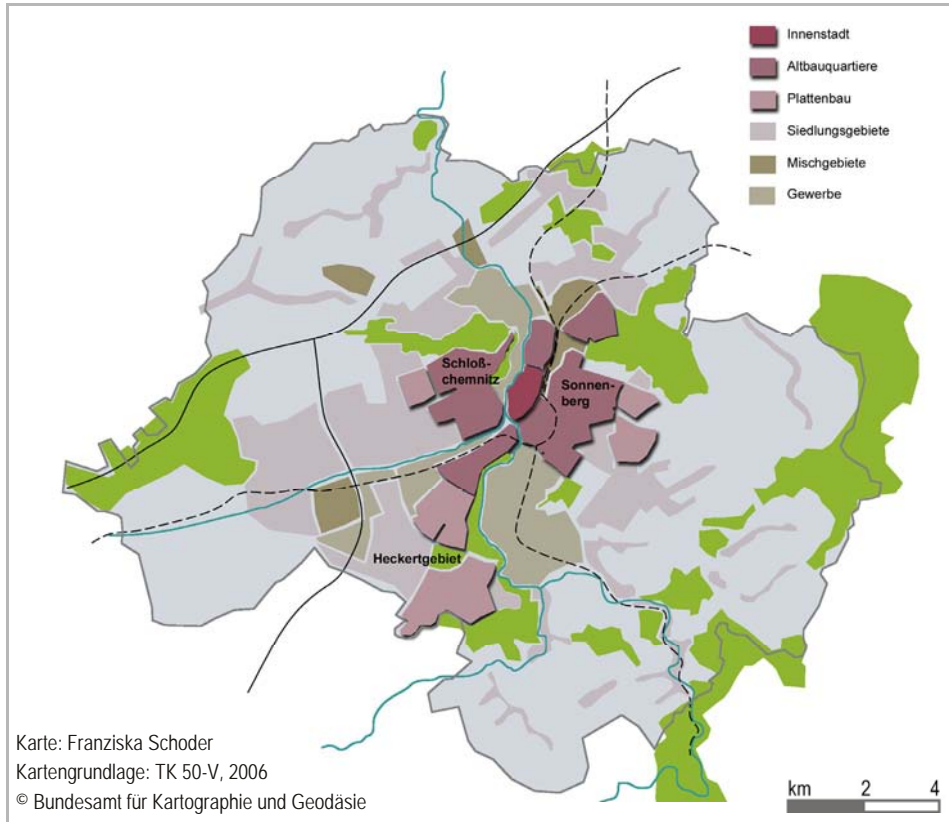 Innenstadt
Altbauquartiere
Plattenbau
Siedlungsgebiete
Mischgebiete
Gewerbe
Schloß-
chemnitz
Sonnen-
berg
Heckertgebiet
Karte: Franziska Schoder
Kartengrundlage: TK 50-V, 2006
© Bundesamt für Kartographie und Geodäsie
km 2 4